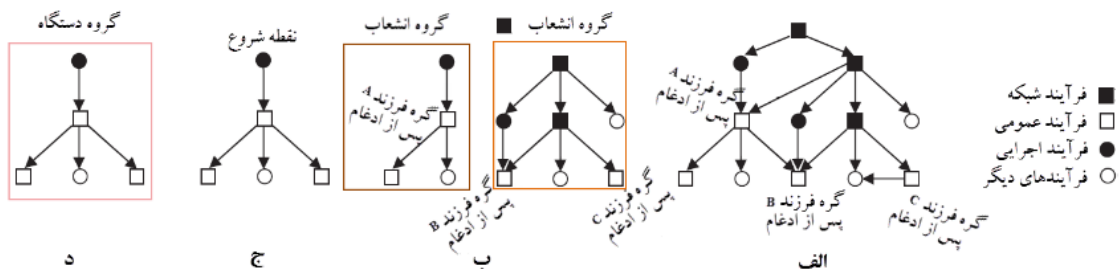 گروه دستگاه
نقطه شروع
گروه انشعاب
گروه انشعاب
گره فرزند A
پس از ادغام
گره فرزند A
پس از ادغام
گره فرزند B
پس از ادغام
گره فرزند C
پس از ادغام
گره فرزند B
پس از ادغام
گره فرزند C
پس از ادغام
فرآیند شبکه
فرآیند عمومی
فرآیند اجرایی
فرآیندهای دیگر
الف
ب
ج
د